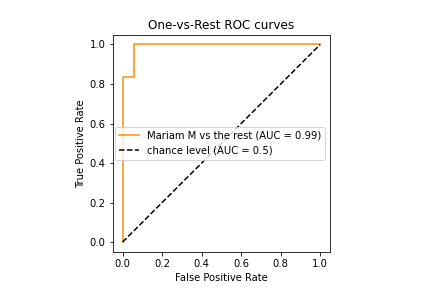 One-vs-Rest ROC curves
True Positive Rate
1.0
0.8
0.6
0.4
0.2
0.0
Mariam M vs the rest (AUC = 0.99)
chance level (AUC = 0.5)
0.0 0.2 0.4 0.6 0.8 1.0
False Positive Rate